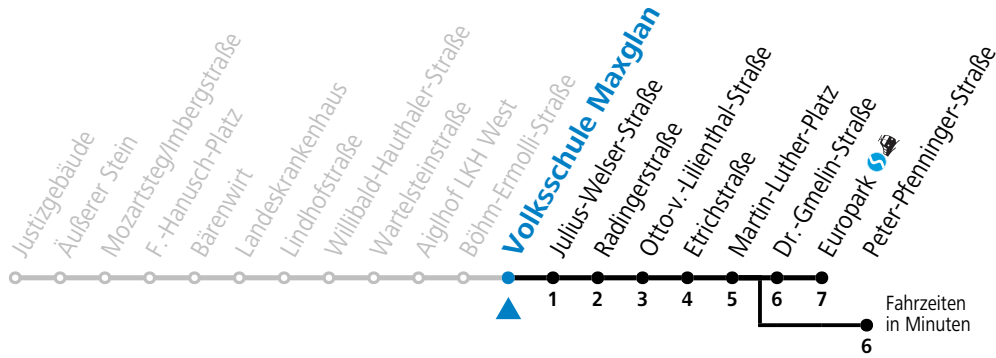 Justizgebäude
Äußerer Stein
Mozartsteg/Imbergstraße
F.-Hanusch-Platz
Bärenwirt
Landeskrankenhaus
Lindhofstraße
Willibald-Hauthaler-Straße
Wartelsteinstraße
Aiglhof LKH West
Böhm-Ermolli-Straße
Volksschule Maxglan
Julius-Welser-Straße
Radingerstraße
Otto-v.-Lilienthal-Straße
Etrichstraße
Martin-Luther-Platz
Dr.-Gmelin-Straße
Europark
Peter-Pfenninger-Straße
1 2 3 4 5 6 7
Fahrzeiten
in Minuten
6